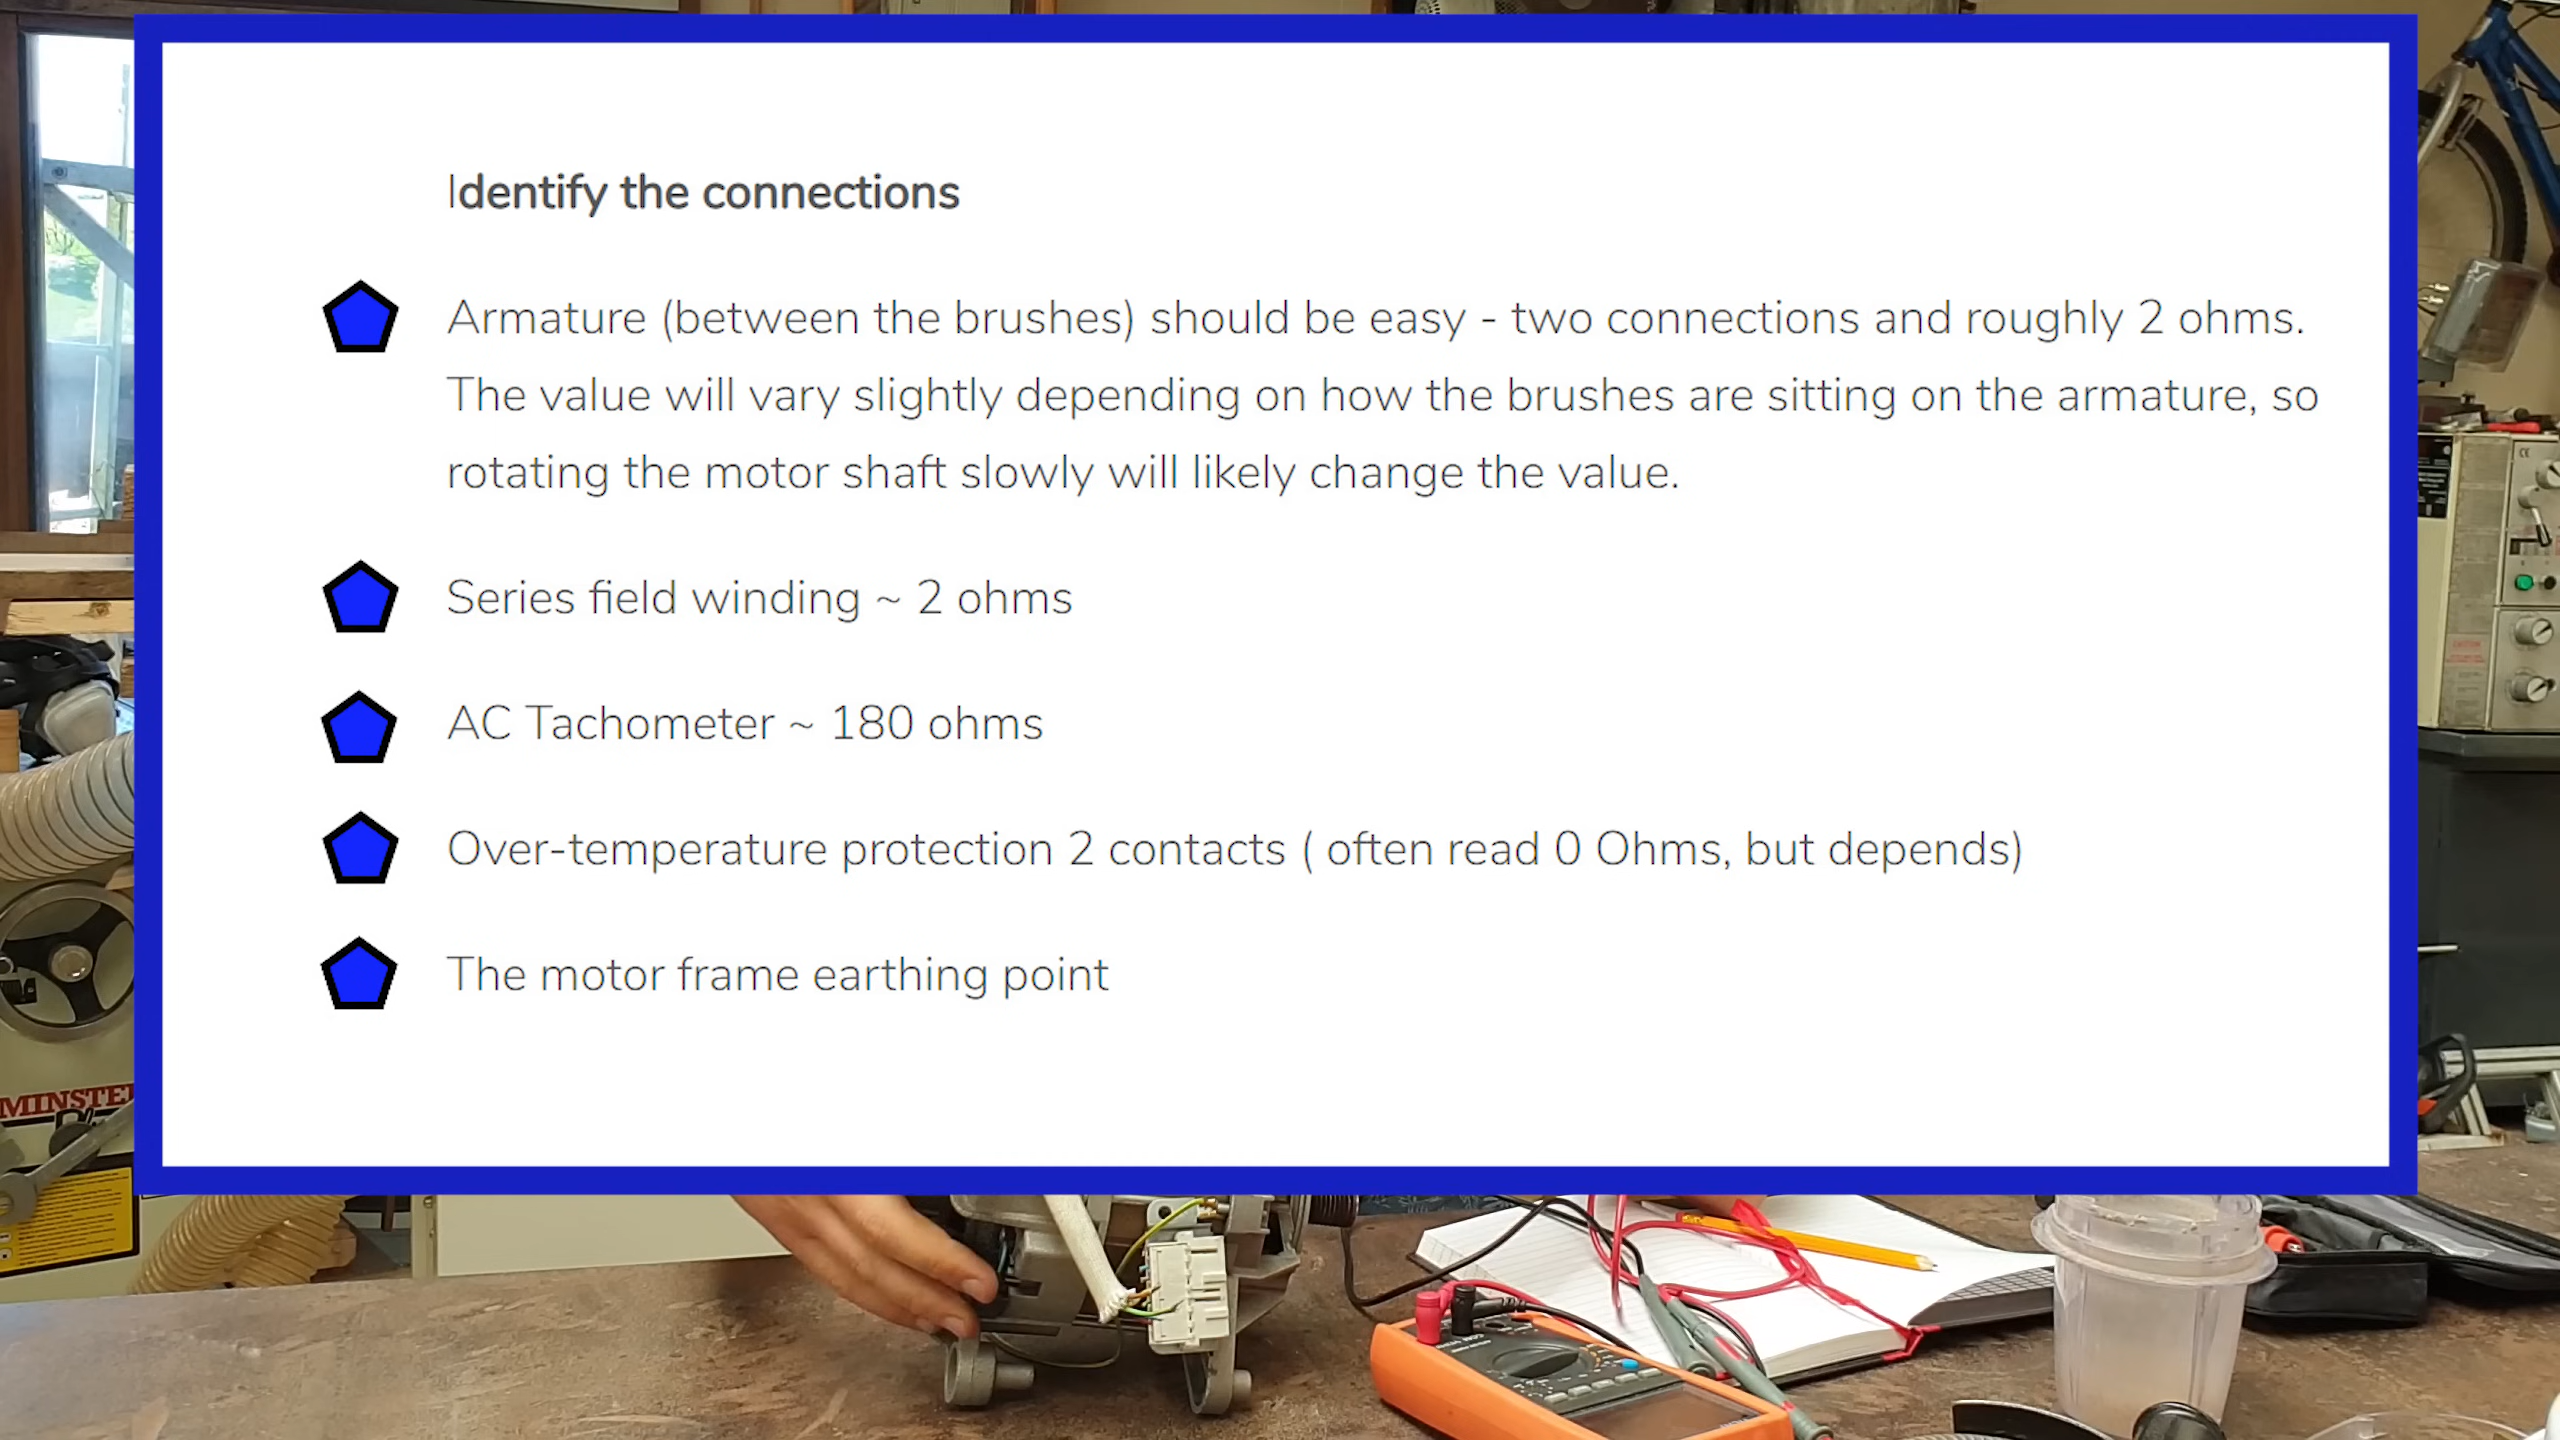 Identify the connections
Armature (between the brushes) should be easy - two connections and roughly 2 ohms.
The value will vary slightly depending on how the brushes are sitting on the armature, so
rotating the motor shaft slowly will likely change the value.
Series field winding ~ 2 ohms
AC Tachometer ~ 180 ohms
Over-temperature protection 2 contacts ( often read 0 Ohms, but depends)
The motor frame earthing point
MINSTE